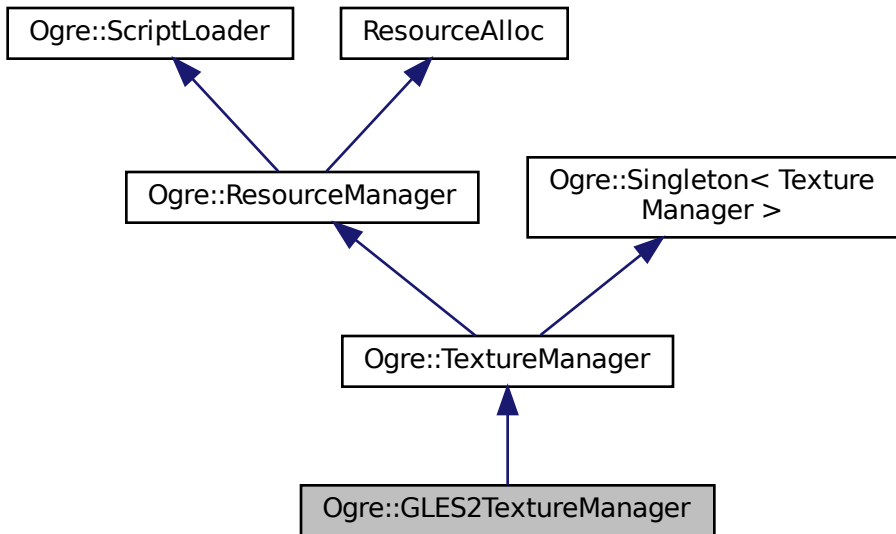 Ogre::ScriptLoader
ResourceAlloc
Ogre::ResourceManager
Ogre::Singleton< Texture
Manager >
Ogre::TextureManager
Ogre::GLES2TextureManager